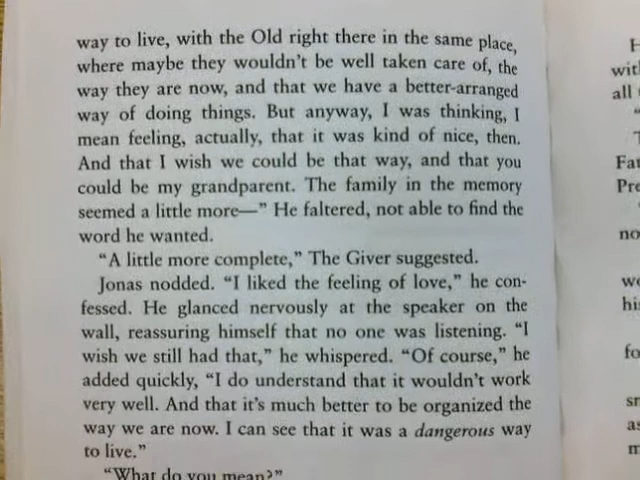 way to live, with the Old right there in the same place,
where maybe they wouldn't be well taken care of, the
way they are now, and that we have a better-arranged
way of doing things. But anyway, I was thinking, I
mean feeling, actually, that it was kind of nice, then.
And that I wish we could be that way, and that you
could be my grandparent. The family in the memory
seemed a little more—” He faltered, not able to find the
word he wanted.
“A little more complete,” The Giver suggested.
Jonas nodded. “I liked the feeling of love,” he con-
fessed. He glanced nervously at the speaker on the
wall, reassuring himself that no one was listening. “I
wish we still had that,” he whispered. “Of course,” he
added quickly, “I do understand that it wouldn't work
very well. And that it's much better to be organized the
way we are now. I can see that it was a dangerous way
to live.”
“What do you mean?”